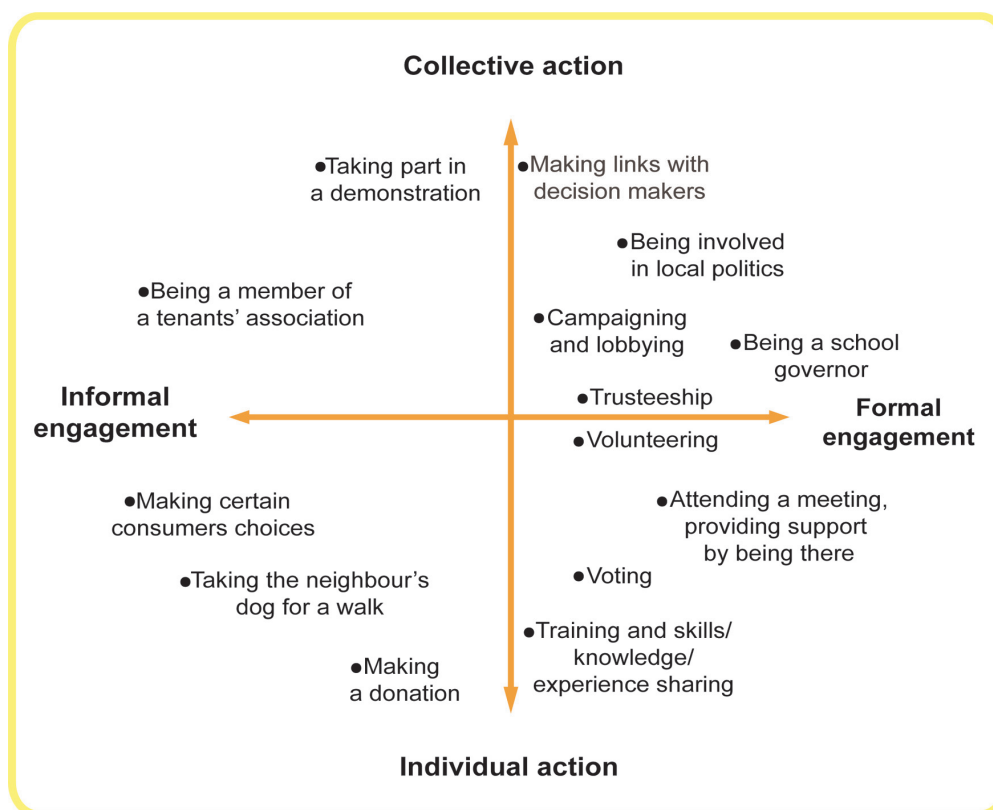 Collective action
●Taking part in
a demonstration
●Making links with
decision makers
●Being involved
in local politics
●Being a member of
a tenants’ association
●Campaigning
and lobbying
●Being a school
governor
Informal
engagement
●Trusteeship
Formal
engagement
●Volunteering
●Making certain
consumers choices
●Attending a meeting,
providing support
by being there
●Taking the neighbour’s
dog for a walk
●Voting
●Training and skills/
knowledge/
experience sharing
●Making
a donation
Individual action